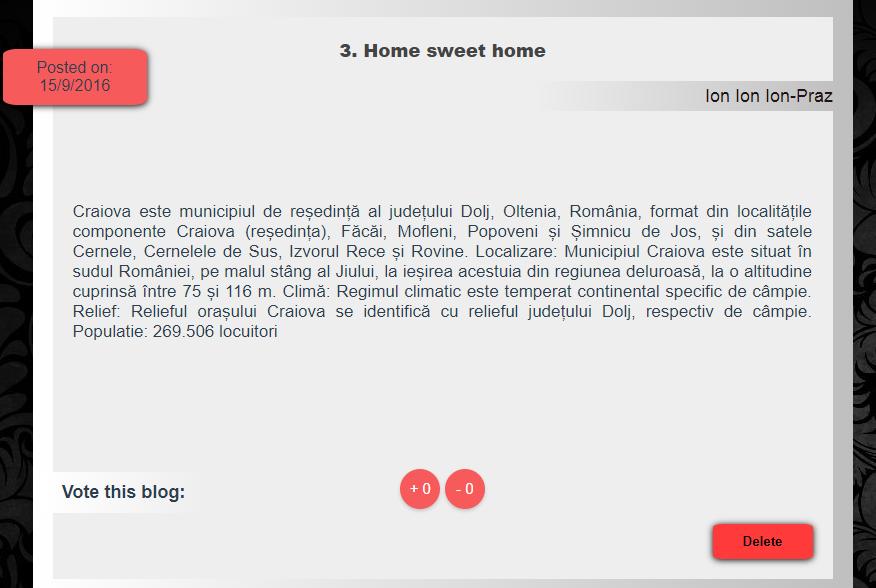 3. Home sweet home
Posted on:
15/9/2016
Ion Ion Ion-Praz
Craiova este municipiul de reședință al județului Dolj, Oltenia, România, format din localitățile
componente Craiova (reședința), Făcăi, Mofleni, Popoveni și Șimnicu de Jos, și din satele
Cernele, Cernelele de Sus, Izvorul Rece și Rovine. Localizare: Municipiul Craiova este situat în
sudul României, pe malul stâng al Jiului, la ieșirea acestuia din regiunea deluroasă, la o altitudine
cuprinsă între 75 și 116 m. Climă: Regimul climatic este temperat continental specific de câmpie.
Relief: Relieful orașului Craiova se identifică cu relieful județului Dolj, respectiv de câmpie.
Populatie: 269.506 locuitori
Vote this blog:
+ 0
- 0
Delete